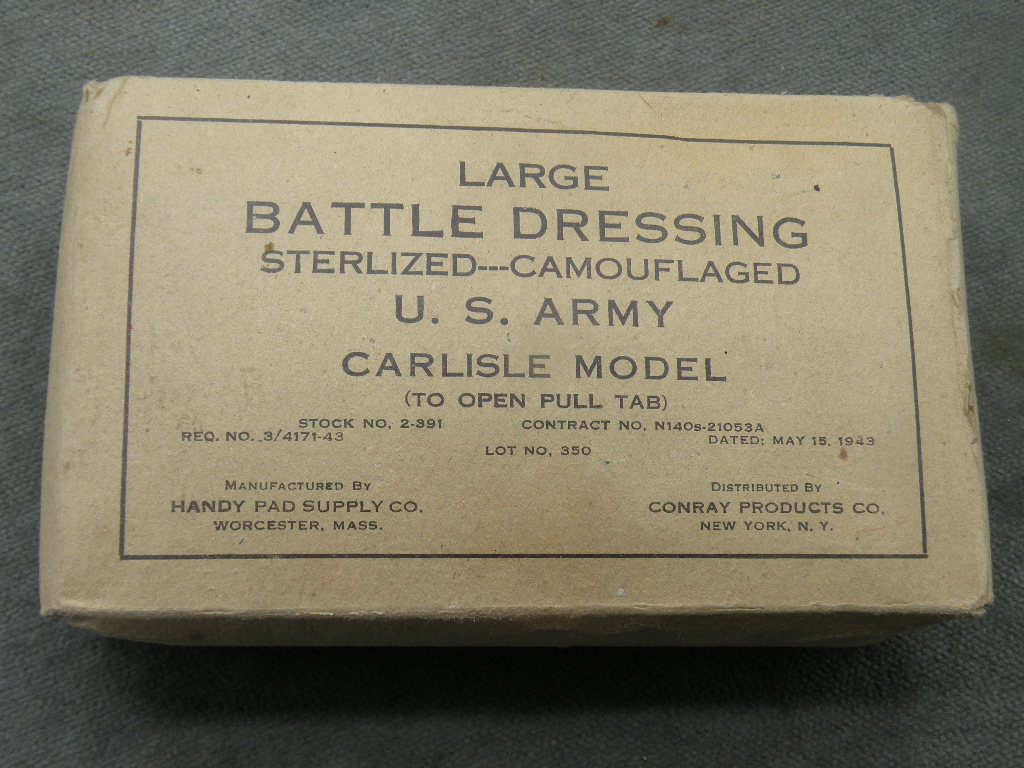 LARGE
BATTLE DRESSING
STERLIZED---CAMOUFLAGED
U. S. ARMY
CARLISLE MODEL
(TO OPEN PULL TAB)
STOCK NO, 2-391 CONTRACT NO, N140s-21053A
REQ. NO. 3/4171-43 DATED; MAY 15, 1943
LOT NO, 350
MANUFACTURED BY
HANDY PAD SUPPLY CO.
WORCESTER, MASS.
DISTRIBUTED BY
CONRAY PRODUCTS CO,
NEW YORK, N. Y.